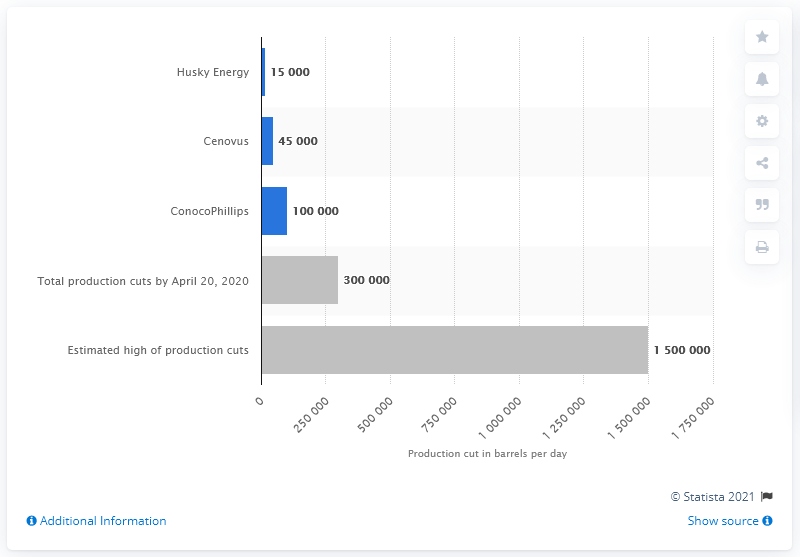 Husky Energy 15 000
Cenovus 45 000
ConocoPhillips 100 000
Total production cuts by April 20, 2020 300 000
Estimated high of production cuts 1 500 000
0 250 000 500 000 750 000 1 000 000 1 250 000 1 500 000 1 750 000
Production cut in barrels per day
© Statista 2021
Additional Information Show source